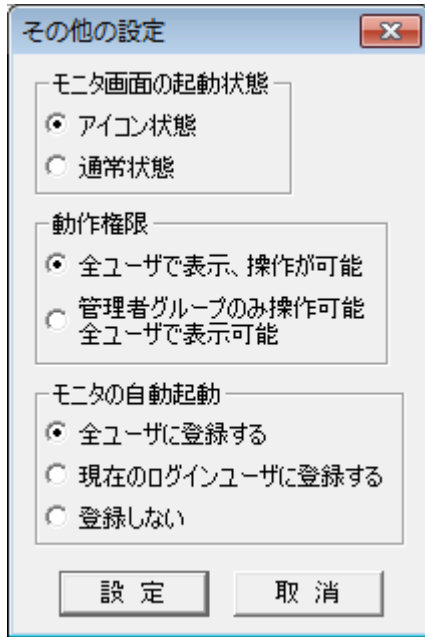 その他の設定
モニタ画面の起動状態
アイコン状態
通常状態
動作権限
全ユーザで表示、操作が可能
管理者グループのみ操作可能
全ユーザで表示可能
モニタの自動起動
全ユーザに登録する
現在のログインユーザに登録する
登録しない
設 定
取 消